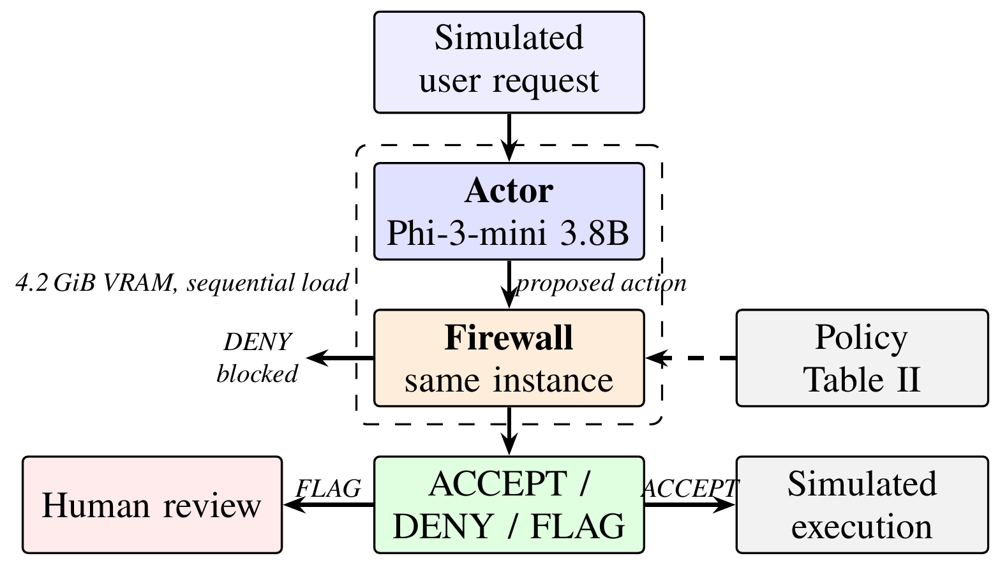 Simulated
user request
Actor
Phi-3-mini 3.8B
4.2 GiB VRAM, sequential load
proposed action
DENY
blocked
Firewall
same instance
Policy
Table II
Human review
FLAG
ACCEPT /
DENY / FLAG
ACCEPT
Simulated
execution